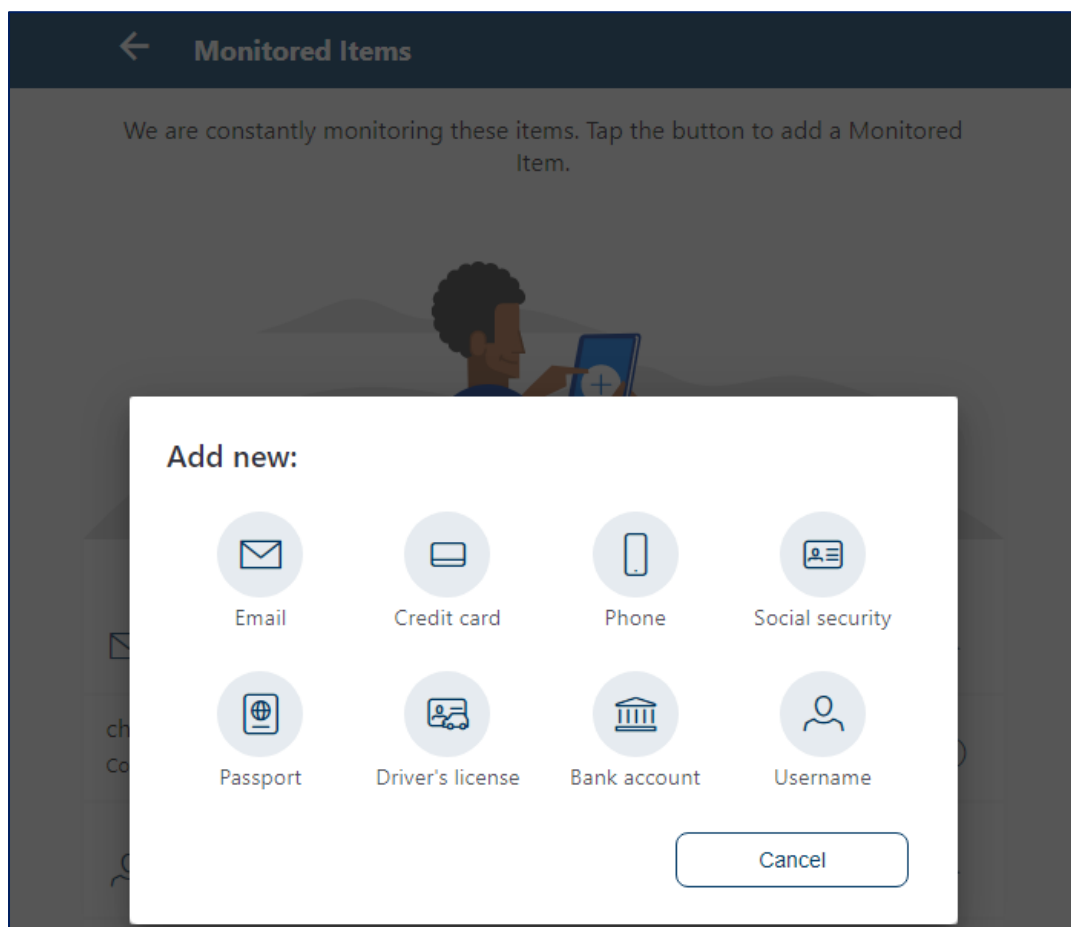 Monitored Items
We are constantly monitoring these items. Tap the button to add a Monitored
Item.
Add new:
Email Credit card Phone Social security
Passport Driver's license Bank account Username
Cancel